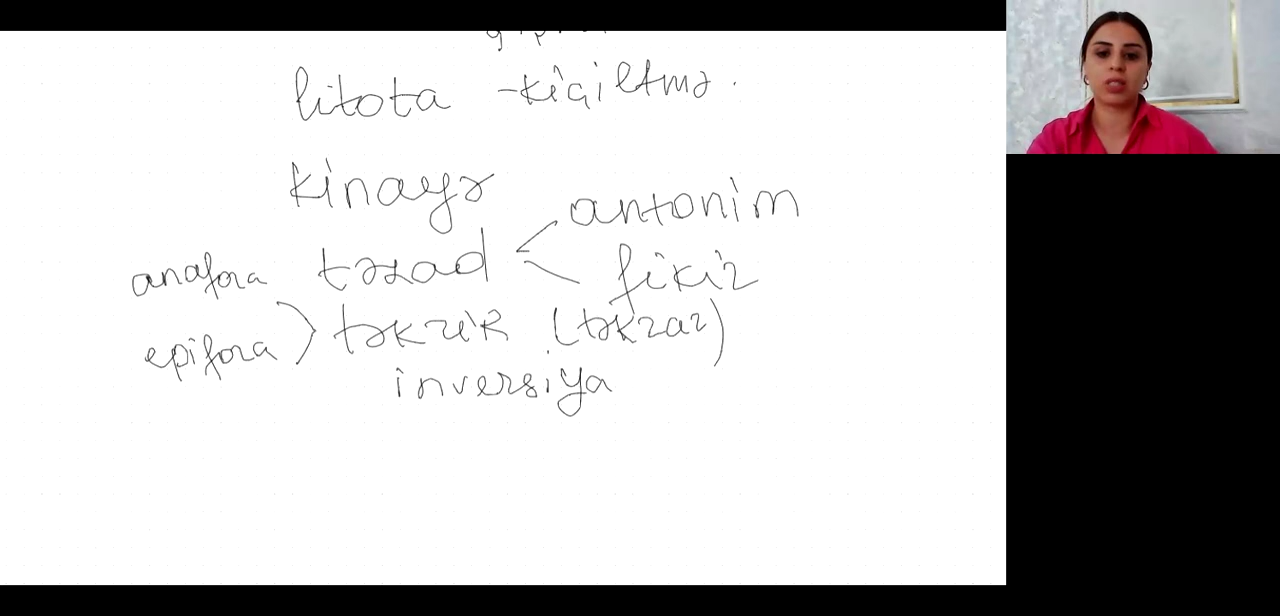 litota - kiçiltmə.
kinayə
antonim
anafora təzad < fikir
epifora ) təkrir (təkrar)
inversiya